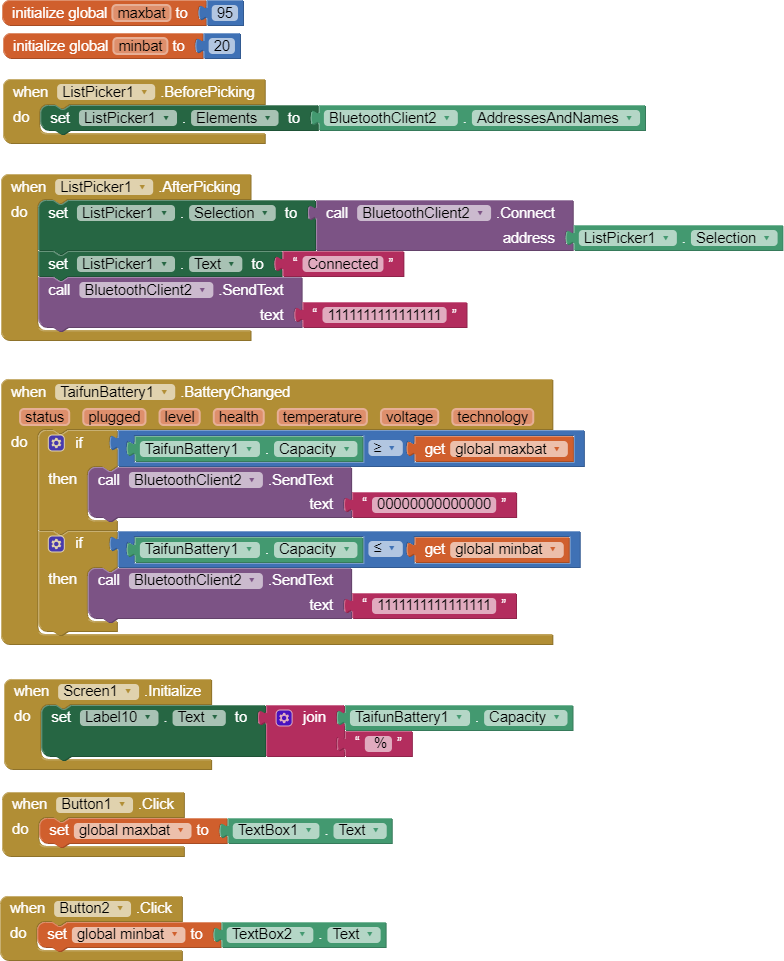 initialize global maxbat to 95
initialize global minbat to 20
when ListPicker1 .BeforePicking
do set ListPicker1 . Elements to BluetoothClient2 . AddressesAndNames
when ListPicker1 .AfterPicking
do set ListPicker1 . Selection to call BluetoothClient2 .Connect
address ListPicker1 . Selection
set ListPicker1 . Text to “ Connected ”
call BluetoothClient2 .SendText
text “ 1111111111111111 ”
when TaifunBattery1 .BatteryChanged
status plugged level health temperature voltage technology
do if TaifunBattery1 . Capacity ≥ get global maxbat
then call BluetoothClient2 .SendText
text “ 00000000000000 ”
if TaifunBattery1 . Capacity ≤ get global minbat
then call BluetoothClient2 .SendText
text “ 1111111111111111 ”
when Screen1 .Initialize
do set Label10 . Text to join TaifunBattery1 . Capacity
“ % ”
when Button1 .Click
do set global maxbat to TextBox1 . Text
when Button2 .Click
do set global minbat to TextBox2 . Text